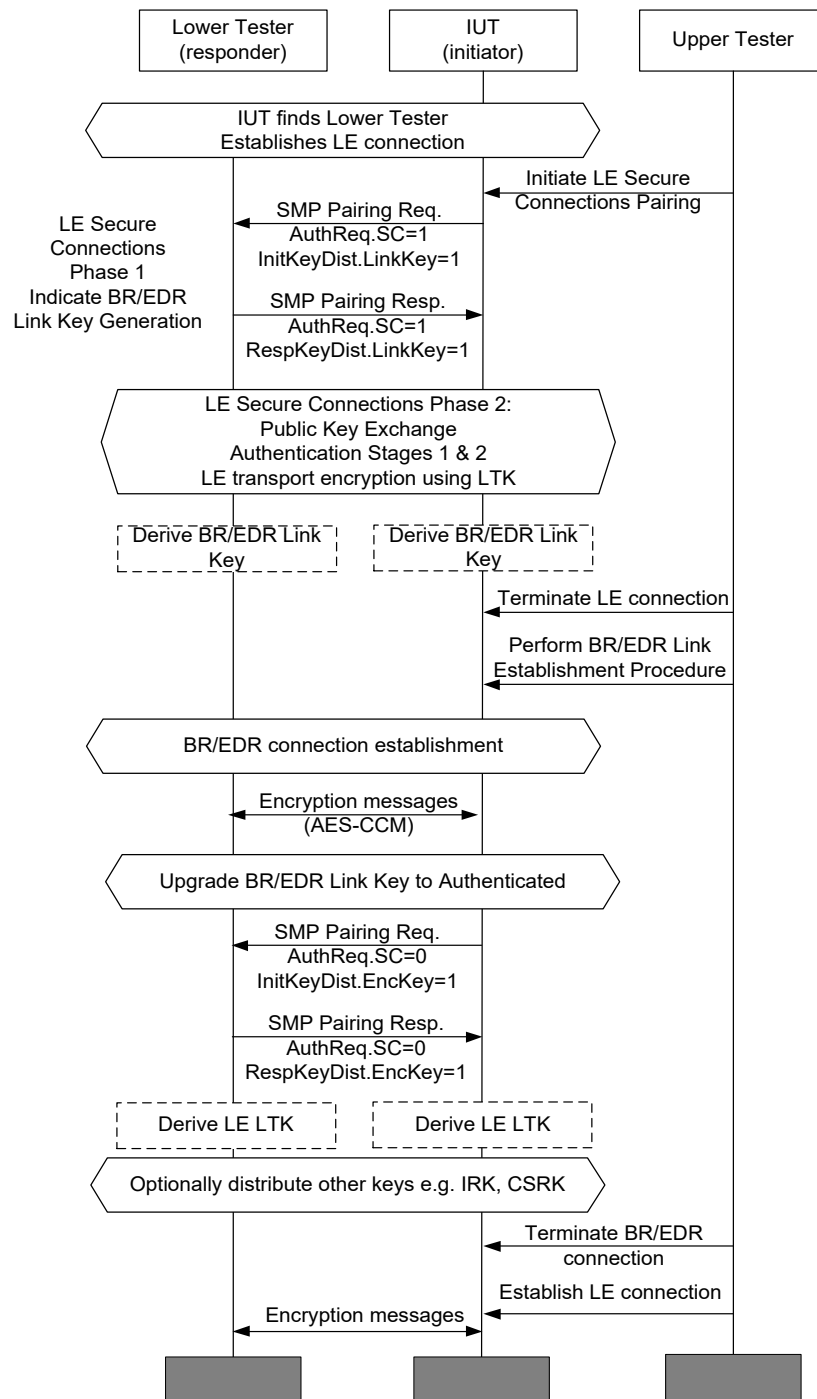 Lower Tester
(responder)
IUT
(initiator)
Upper Tester
IUT finds Lower Tester
Establishes LE connection
Initiate LE Secure
Connections Pairing
SMP Pairing Req.
AuthReq.SC=1
InitKeyDist.LinkKey=1
LE Secure
Connections
Phase 1
Indicate BR/EDR
Link Key Generation
SMP Pairing Resp.
AuthReq.SC=1
RespKeyDist.LinkKey=1
LE Secure Connections Phase 2:
Public Key Exchange
Authentication Stages 1 & 2
LE transport encryption using LTK
Derive BR/EDR Link
Key
Derive BR/EDR Link
Key
Terminate LE connection
Perform BR/EDR Link
Establishment Procedure
BR/EDR connection establishment
Encryption messages
(AES-CCM)
Upgrade BR/EDR Link Key to Authenticated
SMP Pairing Req.
AuthReq.SC=0
InitKeyDist.EncKey=1
SMP Pairing Resp.
AuthReq.SC=0
RespKeyDist.EncKey=1
Derive LE LTK
Derive LE LTK
Optionally distribute other keys e.g. IRK, CSRK
Terminate BR/EDR
connection
Establish LE connection
Encryption messages